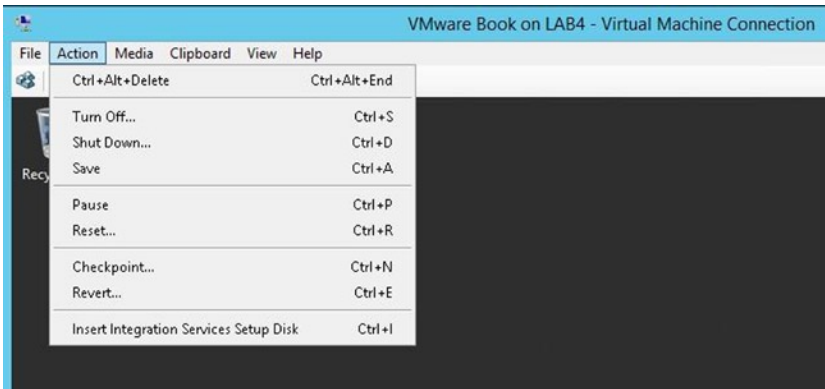 VMware Book on LAB4 - Virtual Machine Connection
File Action Media Clipboard View Help
Ctrl+Alt+Delete Ctrl+Alt+End
Turn Off... Ctrl+S
Shut Down... Ctrl+D
Save Ctrl+A
Recy
Pause Ctrl+P
Reset... Ctrl+R
Checkpoint... Ctrl+N
Revert... Ctrl+E
Insert Integration Services Setup Disk Ctrl+I